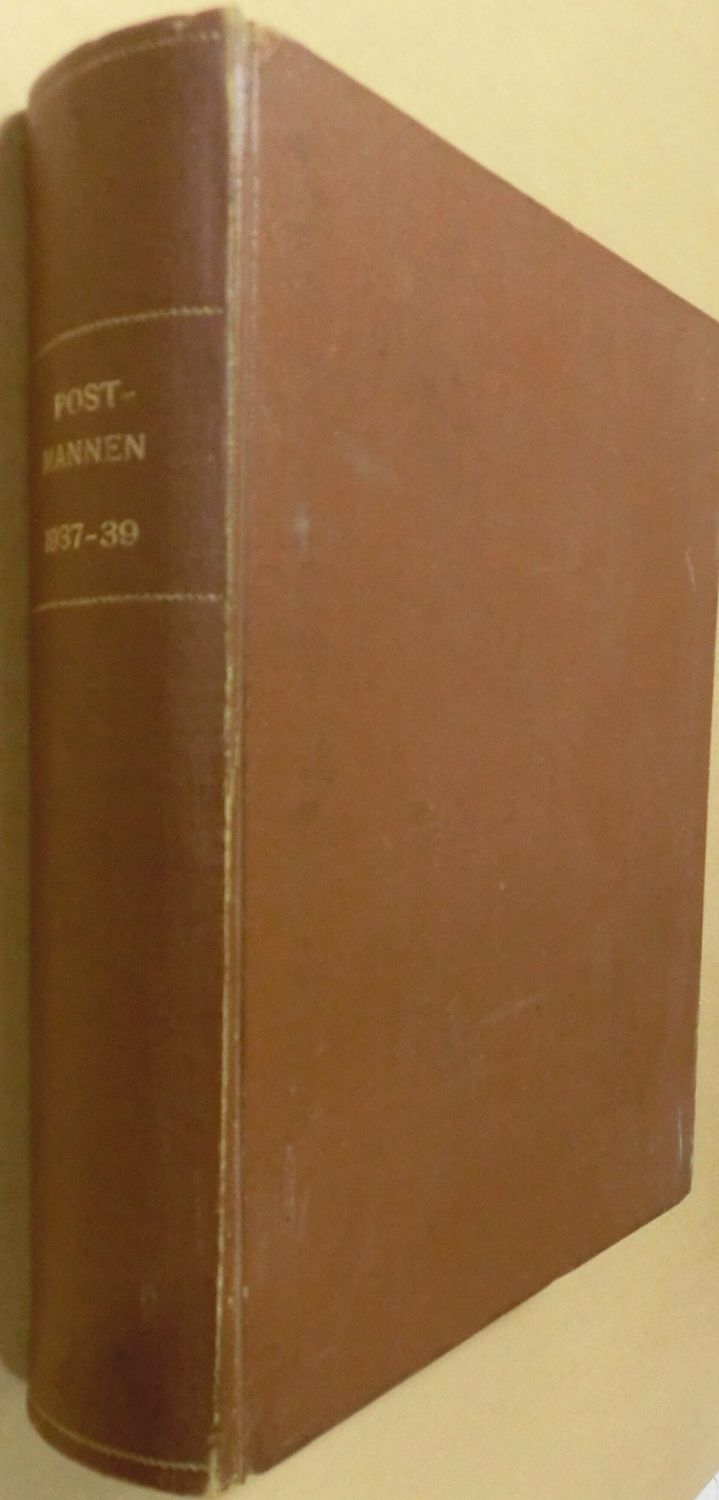 POST-
MANNEN
1937-39